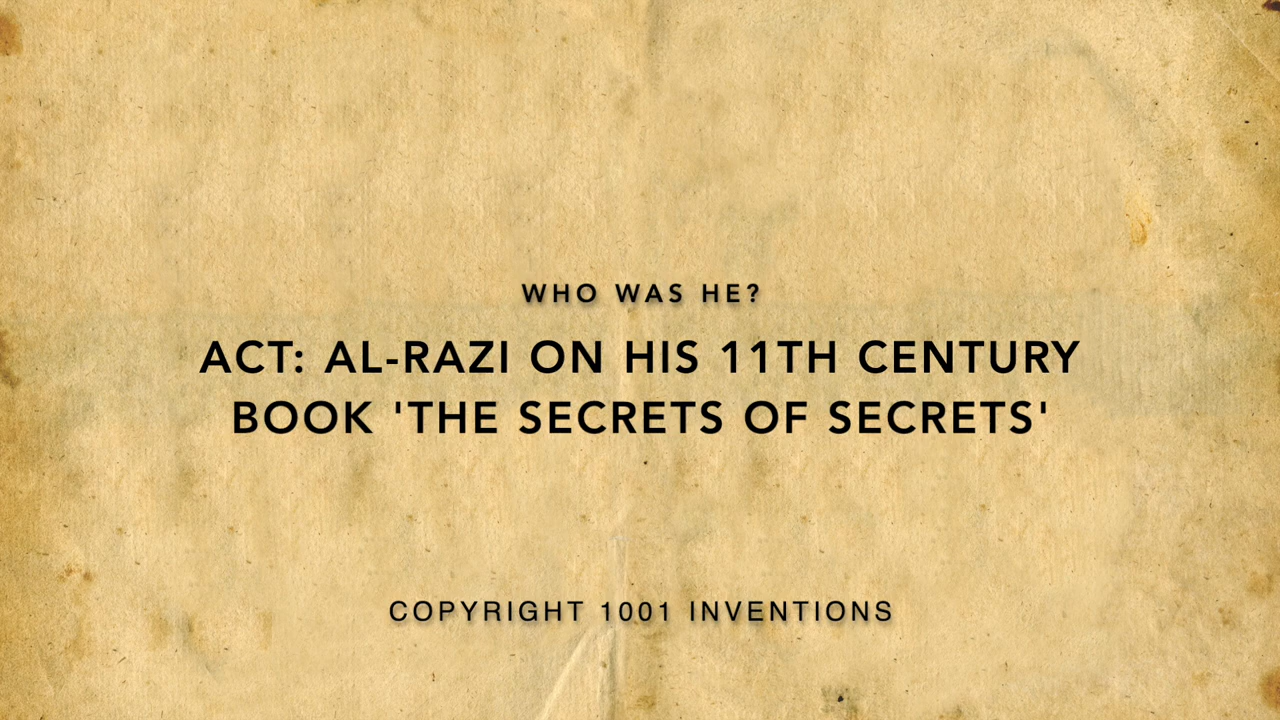 WHO WAS HE?
ACT: AL-RAZI ON HIS 11TH CENTURY
BOOK 'THE SECRETS OF SECRETS'
COPYRIGHT 1001 INVENTIONS